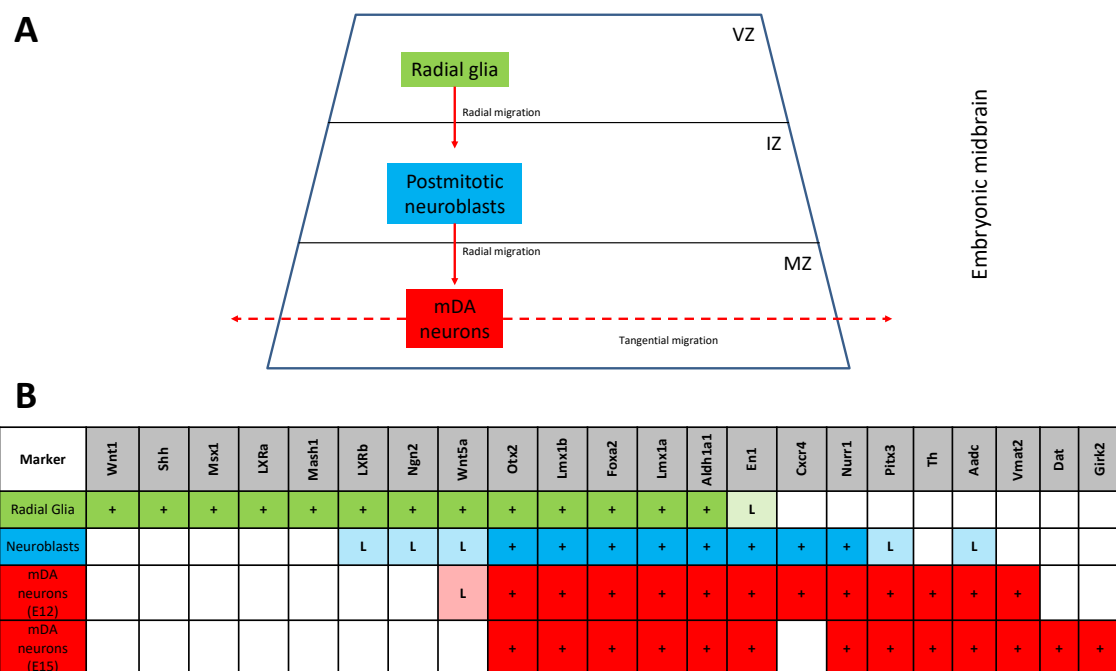 A
VZ
Radial glia
Radial migration
IZ
Postmitotic
neuroblasts
Radial migration
MZ
mDA
neurons
Tangential migration
Embryonic midbrain
B
Marker Wnt1 Shh Msx1 LXRa Mash1 LXRb Ngn2 Wnt5a Otx2 Lmx1b Foxa2 Lmx1a Aldh1a1 En1 Cxcr4 Nurr1 Pitx3 Th Aadc Vmat2 Dat Girk2
Radial Glia + + + + + + + + + + + + + L
Neuroblasts L L L + + + + + + + + L L
mDA
neurons
(E12)
L + + + + + + + + + + + +
mDA
neurons
(E15)
+ + + + + + + + + + + + +